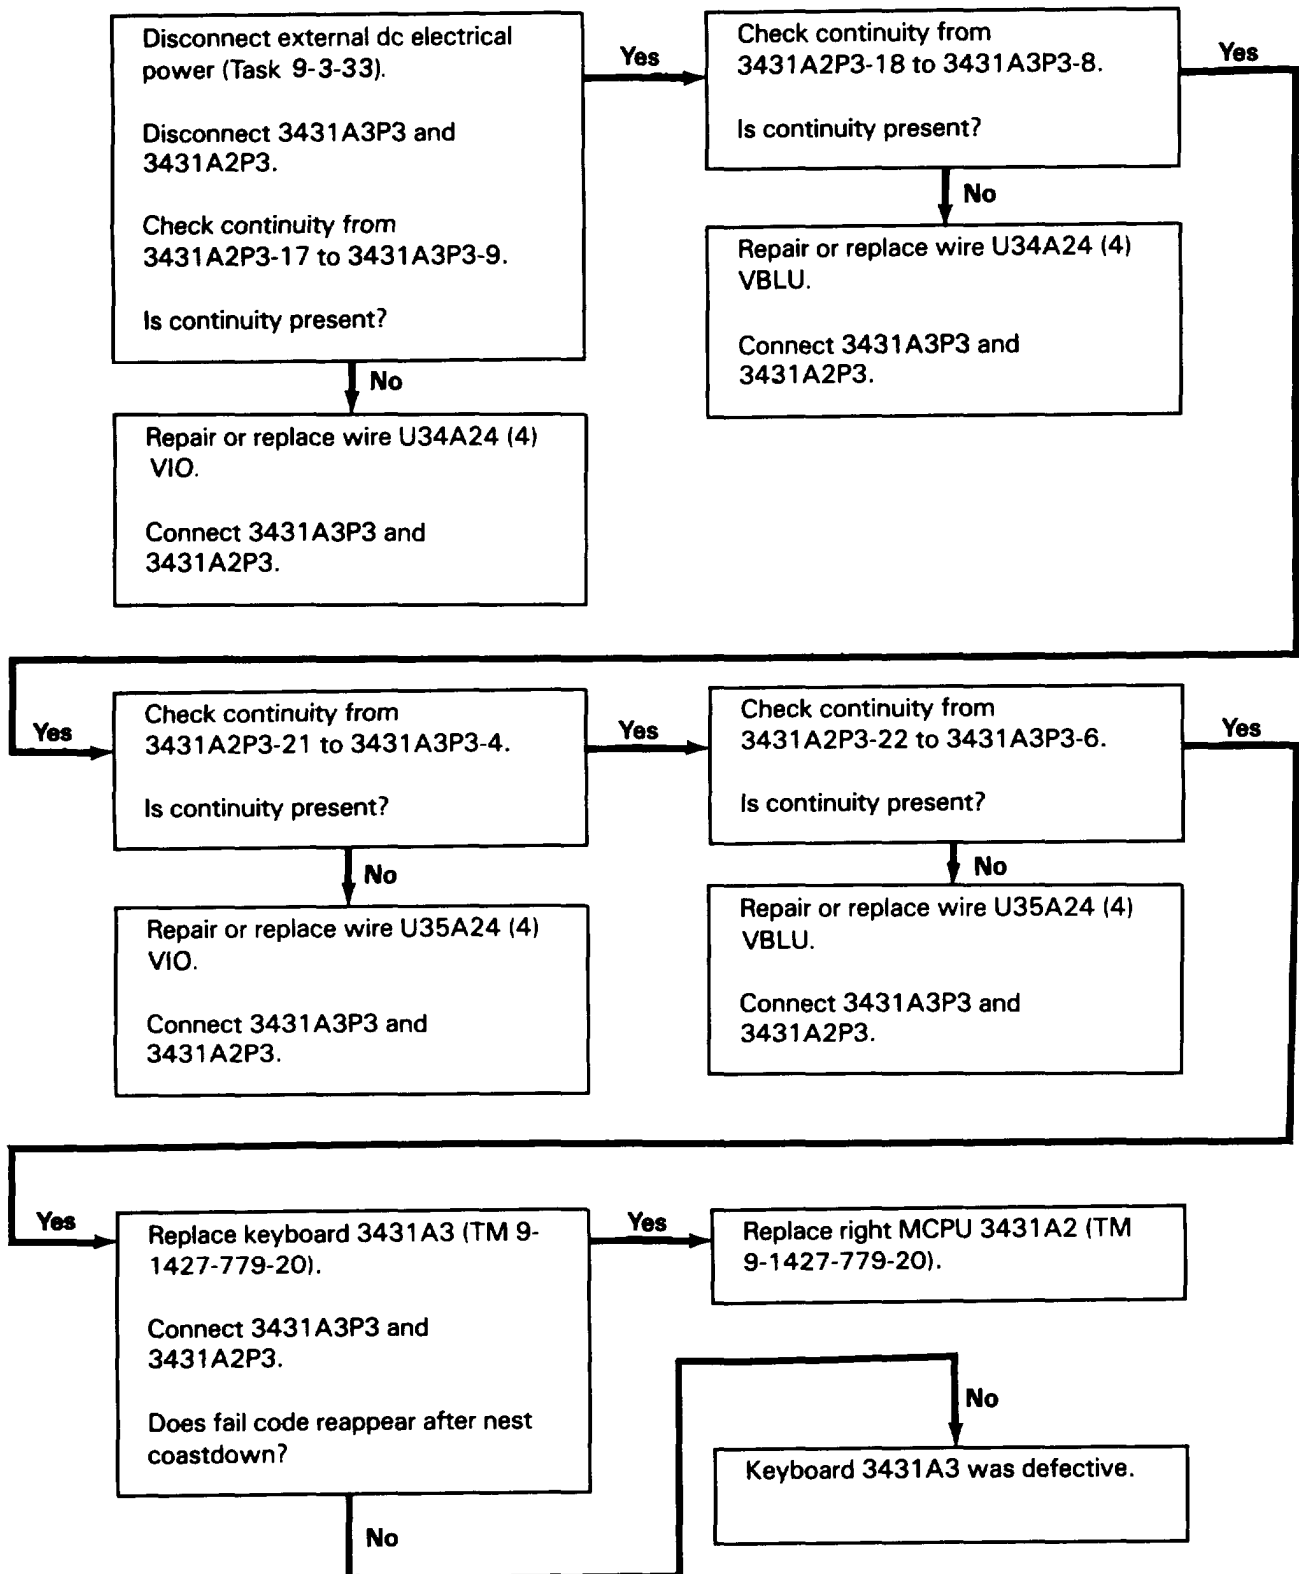 Disconnect external dc electrical
power (Task 9-3-33).
Disconnect 3431A3P3 and
3431A2P3.
Check continuity from
3431A2P3-17 to 3431A3P3-9.
Is continuity present?
Yes
Check continuity from
3431A2P3-18 to 3431A3P3-8.
Is continuity present?
Yes
No
Repair or replace wire U34A24 (4)
VBLU.
Connect 3431A3P3 and
3431A2P3.
No
Repair or replace wire U34A24 (4)
VIO.
Connect 3431A3P3 and
3431A2P3.
Yes
Check continuity from
3431A2P3-21 to 3431A3P3-4.
Is continuity present?
Yes
Check continuity from
3431A2P3-22 to 3431A3P3-6.
Is continuity present?
Yes
No
Repair or replace wire U35A24 (4)
VIO.
Connect 3431A3P3 and
3431A2P3.
No
Repair or replace wire U35A24 (4)
VBLU.
Connect 3431A3P3 and
3431A2P3.
Yes
Replace keyboard 3431A3 (TM 9-
1427-779-20).
Connect 3431A3P3 and
3431A2P3.
Does fail code reappear after nest
coastdown?
Yes
Replace right MCPU 3431A2 (TM
9-1427-779-20).
No
No
Keyboard 3431A3 was defective.